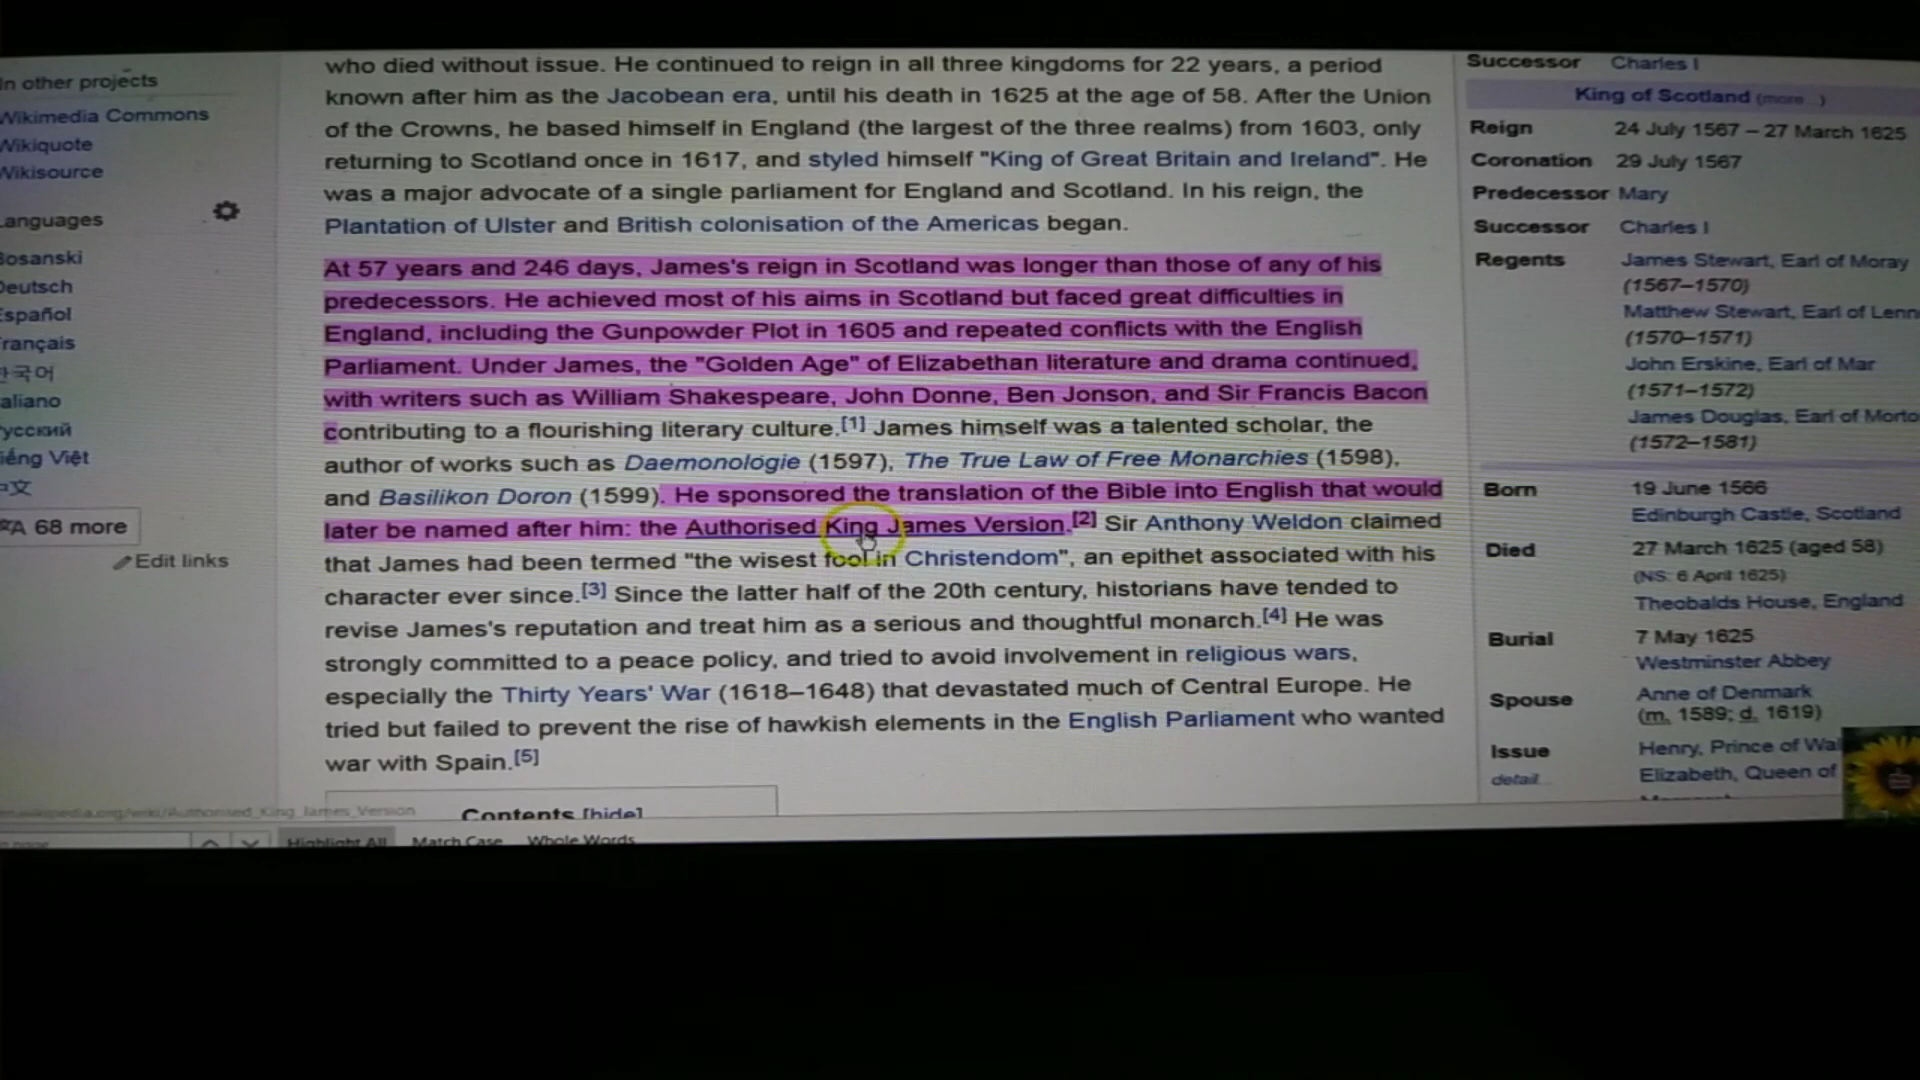 In other projects
Wikimedia Commons
Wikiquote
Wikisource
Languages
Bosanski
Deutsch
Español
Français
한국어
Italiano
Русский
Tiếng Việt
中文
68 more
Edit links
who died without issue. He continued to reign in all three kingdoms for 22 years, a period
known after him as the Jacobean era, until his death in 1625 at the age of 58. After the Union
of the Crowns, he based himself in England (the largest of the three realms) from 1603, only
returning to Scotland once in 1617, and styled himself "King of Great Britain and Ireland". He
was a major advocate of a single parliament for England and Scotland. In his reign, the
Plantation of Ulster and British colonisation of the Americas began.
At 57 years and 246 days, James's reign in Scotland was longer than those of any of his
predecessors. He achieved most of his aims in Scotland but faced great difficulties in
England, including the Gunpowder Plot in 1605 and repeated conflicts with the English
Parliament. Under James, the "Golden Age" of Elizabethan literature and drama continued,
with writers such as William Shakespeare, John Donne, Ben Jonson, and Sir Francis Bacon
contributing to a flourishing literary culture.[1] James himself was a talented scholar, the
author of works such as Daemonologie (1597), The True Law of Free Monarchies (1598),
and Basilikon Doron (1599). He sponsored the translation of the Bible into English that would
later be named after him: the Authorised King James Version.[2] Sir Anthony Weldon claimed
that James had been termed "the wisest fool in Christendom", an epithet associated with his
character ever since.[3] Since the latter half of the 20th century, historians have tended to
revise James's reputation and treat him as a serious and thoughtful monarch.[4] He was
strongly committed to a peace policy, and tried to avoid involvement in religious wars,
especially the Thirty Years' War (1618–1648) that devastated much of Central Europe. He
tried but failed to prevent the rise of hawkish elements in the English Parliament who wanted
war with Spain.[5]
Contents [hide]
Successor Charles I
King of Scotland (more...)
Reign 24 July 1567 – 27 March 1625
Coronation 29 July 1567
Predecessor Mary
Successor Charles I
Regents James Stewart, Earl of Moray
(1567–1570)
Matthew Stewart, Earl of Lenn
(1570–1571)
John Erskine, Earl of Mar
(1571–1572)
James Douglas, Earl of Morto
(1572–1581)
Born 19 June 1566
Edinburgh Castle, Scotland
Died 27 March 1625 (aged 58)
(NS: 6 April 1625)
Theobalds House, England
Burial 7 May 1625
Westminster Abbey
Spouse Anne of Denmark
(m. 1589; d. 1619)
Issue Henry, Prince of Wal
detail... Elizabeth, Queen of
en.wikipedia.org/wiki/Authorised_King_James_Version
Highlight All Match Case Whole Words